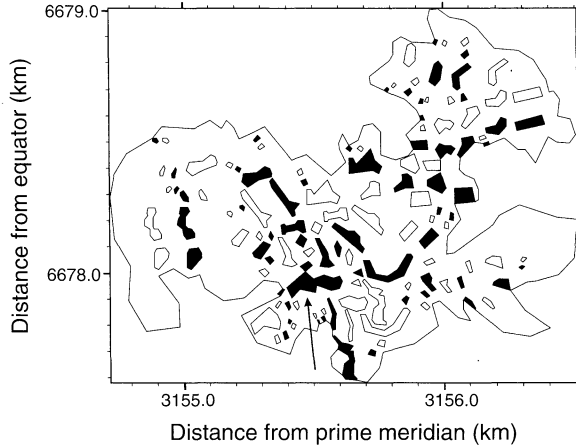 6679.0
Distance from equator (km)
6678.0
3155.0 3156.0
Distance from prime meridian (km)